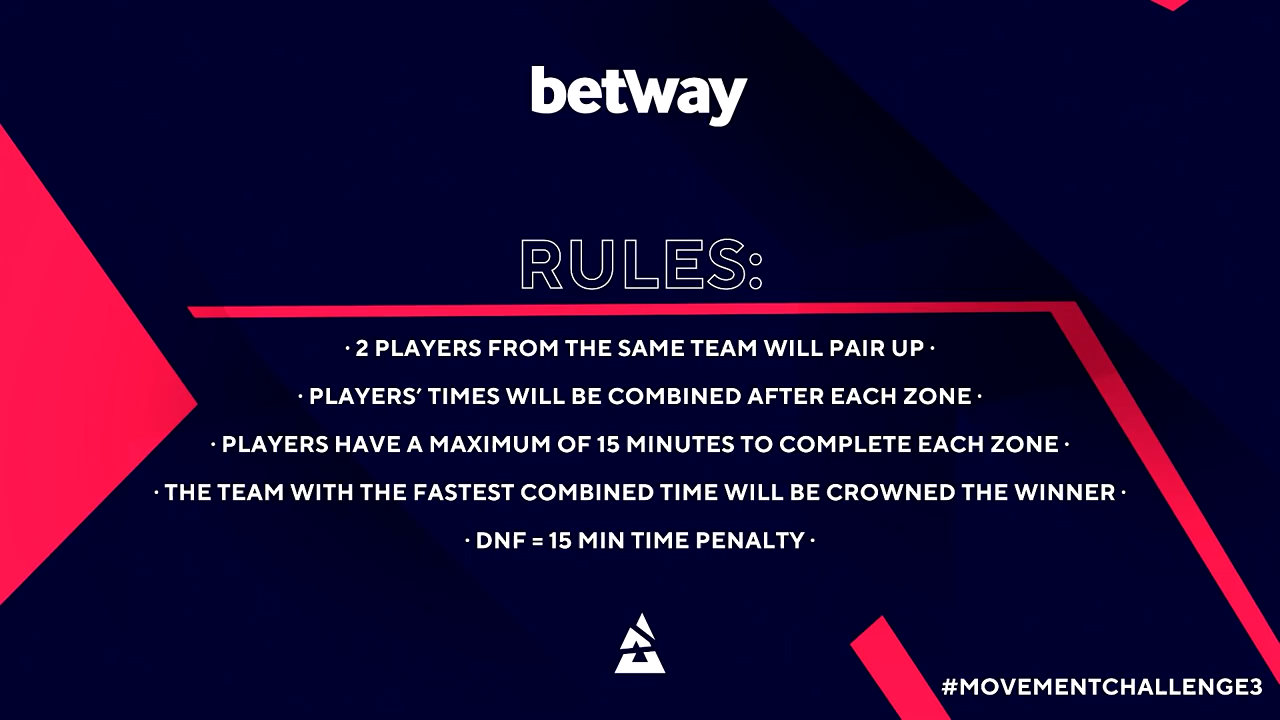 betway
RULES:
· 2 PLAYERS FROM THE SAME TEAM WILL PAIR UP ·
· PLAYERS’ TIMES WILL BE COMBINED AFTER EACH ZONE ·
· PLAYERS HAVE A MAXIMUM OF 15 MINUTES TO COMPLETE EACH ZONE ·
· THE TEAM WITH THE FASTEST COMBINED TIME WILL BE CROWNED THE WINNER ·
· DNF = 15 MIN TIME PENALTY ·
#MOVEMENTCHALLENGE3